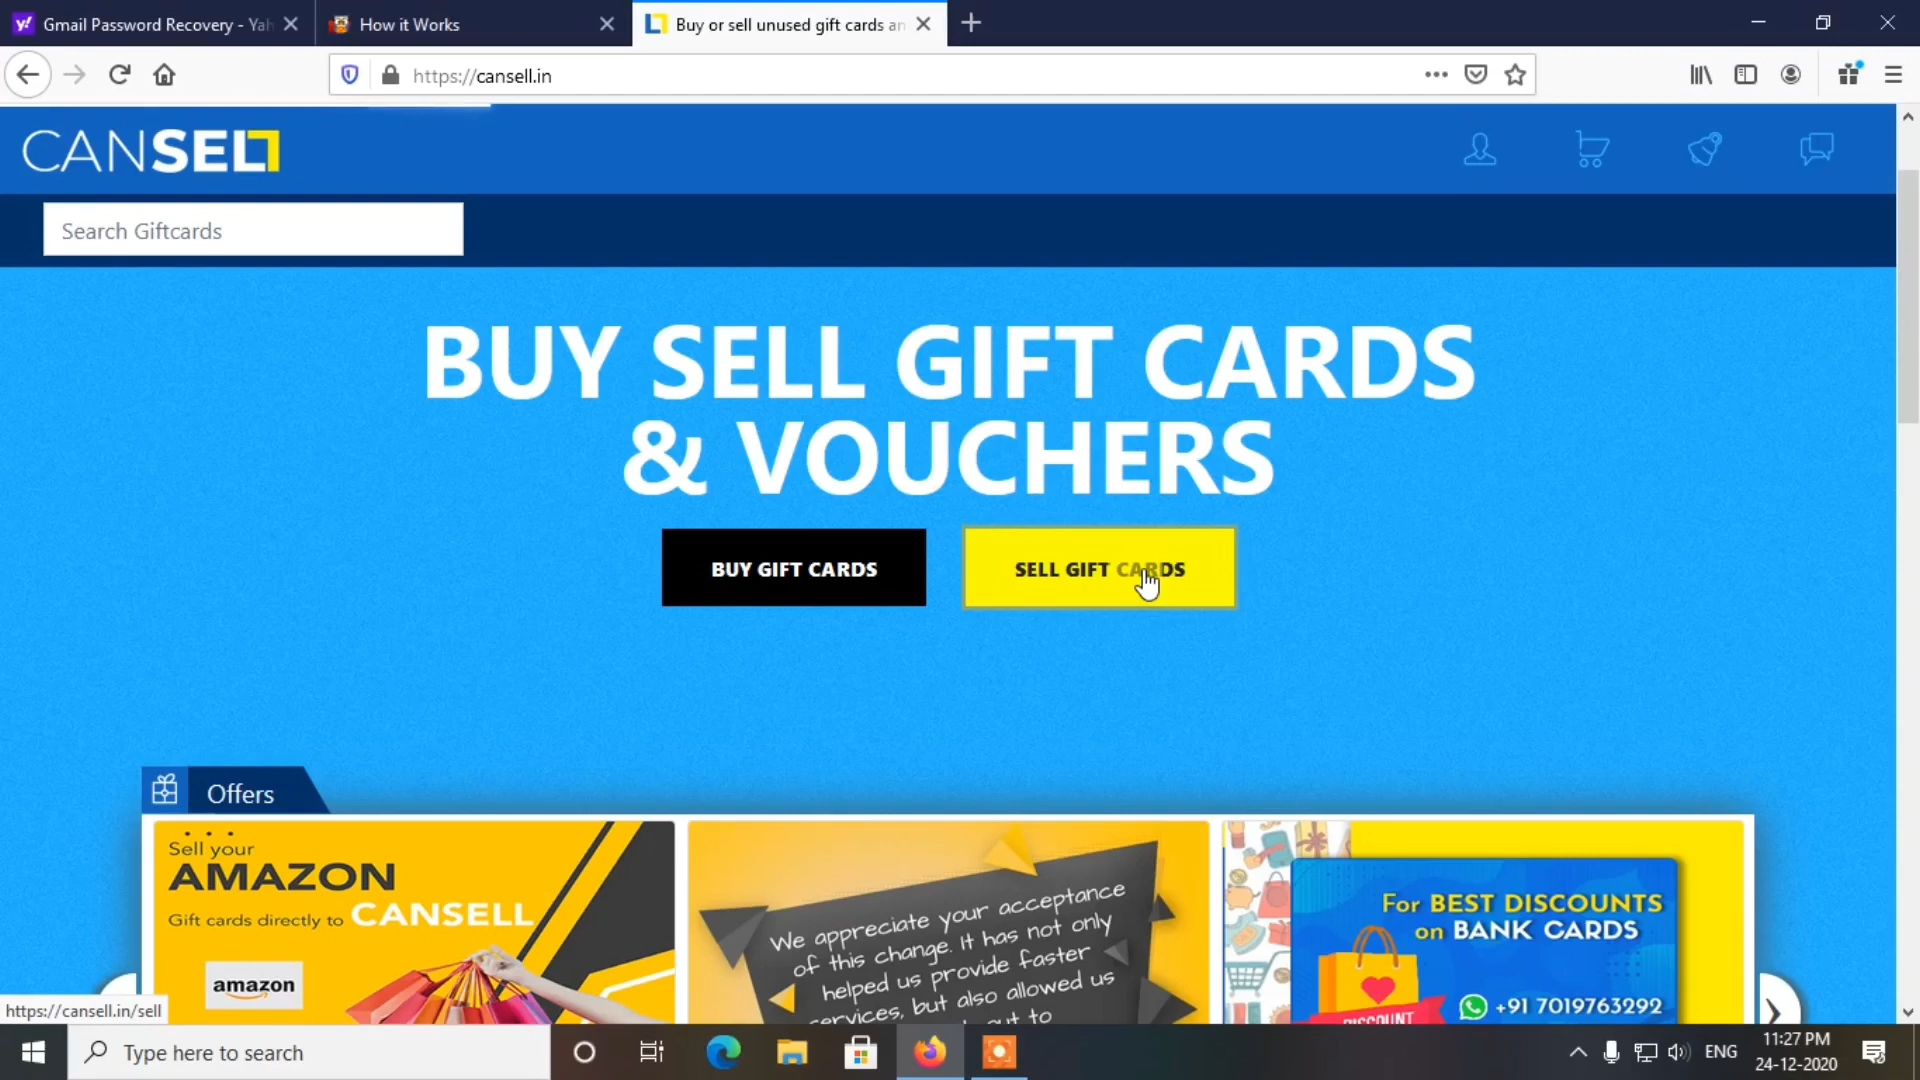 Gmail Password Recovery - Yah
How it Works
Buy or sell unused gift cards an
https://cansell.in
CANSELL
Search Giftcards
BUY SELL GIFT CARDS
& VOUCHERS
BUY GIFT CARDS
SELL GIFT CARDS
Offers
Sell your
AMAZON
Gift cards directly to CANSELL
amazon
We appreciate your acceptance
of this change. It has not only
helped us provide faster
services, but also allowed us
out to
For BEST DISCOUNTS
on BANK CARDS
DISCOUNT
+91 7019763292
https://cansell.in/sell
Type here to search
ENG
11:27 PM
24-12-2020